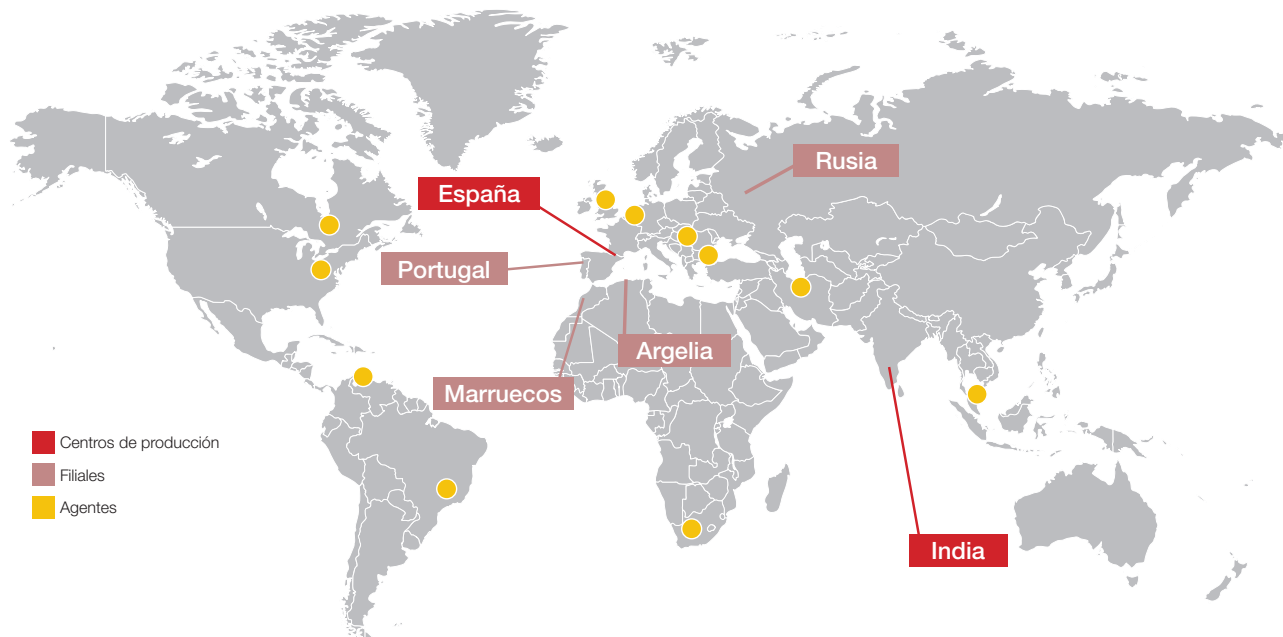 Rusia
España
Portugal
Argelia
Marruecos
Centros de producción
Filiales
Agentes
India